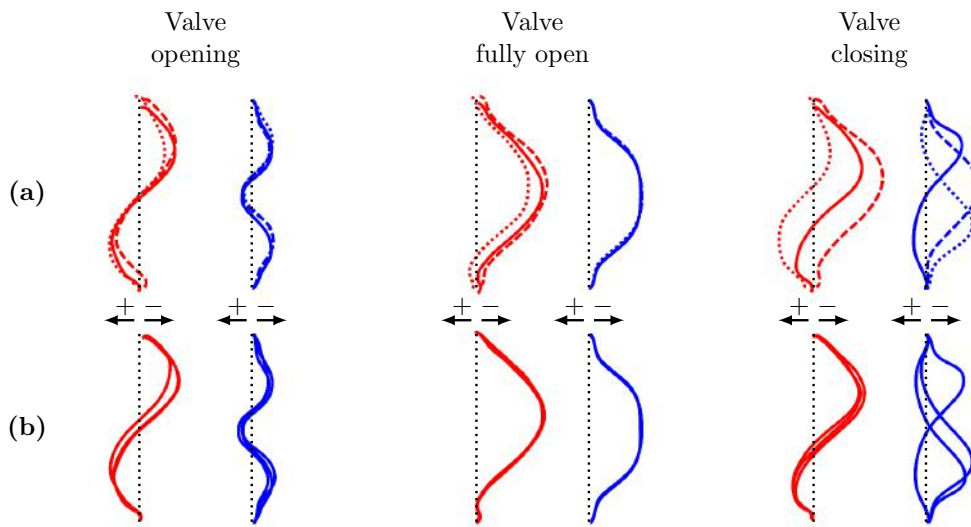 Valve opening
Valve fully open
Valve closing
(a)
+ − + − + − + − + − + −
(b)